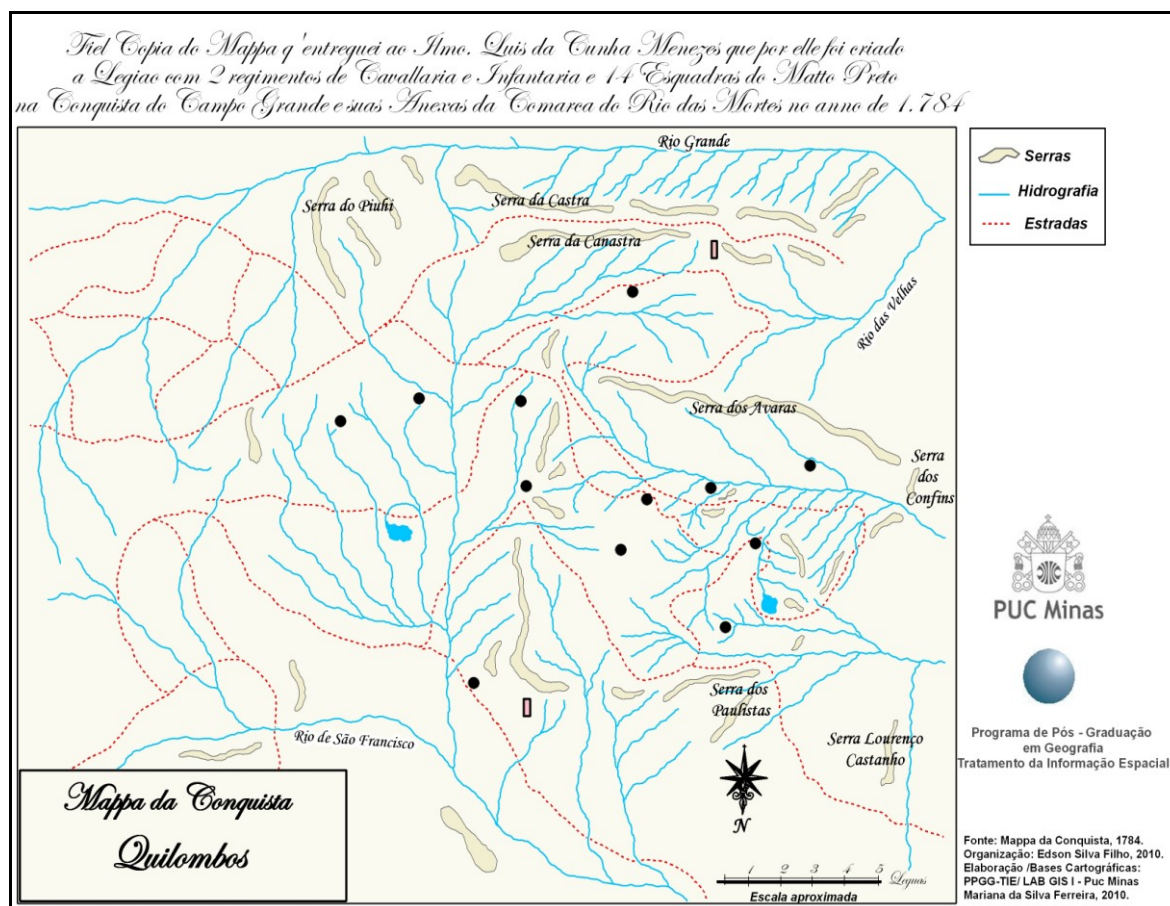 Fiel Copia do Mappa q'entreguei ao Ilmo. Luis da Cunha Menezes que por elle foi criado
a Legiao com 2 regimentos de Cavallaria e Infantaria e 14 Esquadras do Matto Preto
na Conquista do Campo Grande e suas Anexas da Comarca do Rio das Mortes no anno de 1.784
Rio Grande
Serras
Hidrografia
Estradas
Serra do Piuhi
Serra da Castra
Serra da Canastra
Rio das Velhas
Serra dos Avaras
Serra
dos
Confins
PUC Minas
Serra dos
Paulistas
Rio de São Francisco
Serra Lourenço
Castanho
Programa de Pós - Graduação
em Geografia
Tratamento da Informação Espacial
Mappa da Conquista
Quilombos
N
1 2 3 4 5
Leguas
Escala aproximada
Fonte: Mappa da Conquista, 1784.
Organização: Edson Silva Filho, 2010.
Elaboração /Bases Cartográficas:
PPGG-TIE/ LAB GIS I - Puc Minas
Mariana da Silva Ferreira, 2010.